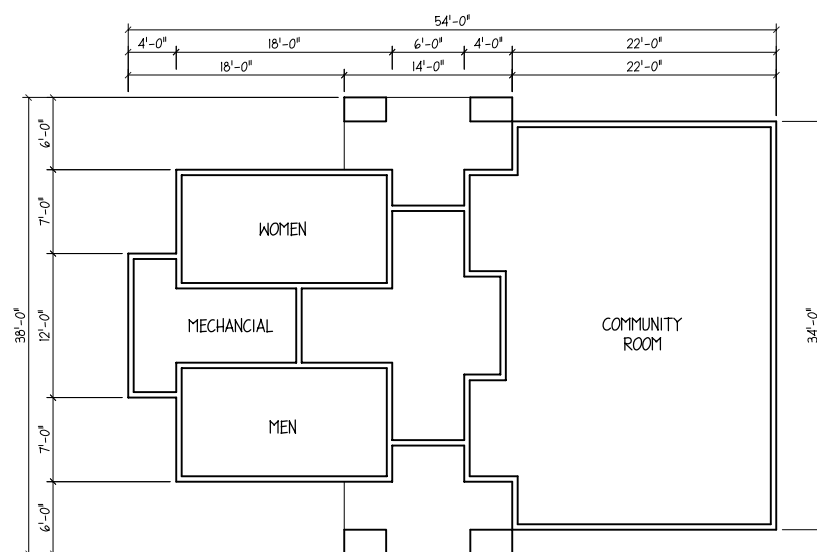 54'-0"
4'-0" 18'-0" 6'-0" 4'-0" 22'-0"
18'-0" 14'-0" 22'-0"
6'-0"
7'-0"
WOMEN
38'-0"
12'-0"
MECHANCIAL
COMMUNITY
ROOM
34'-0"
MEN
7'-0"
6'-0"